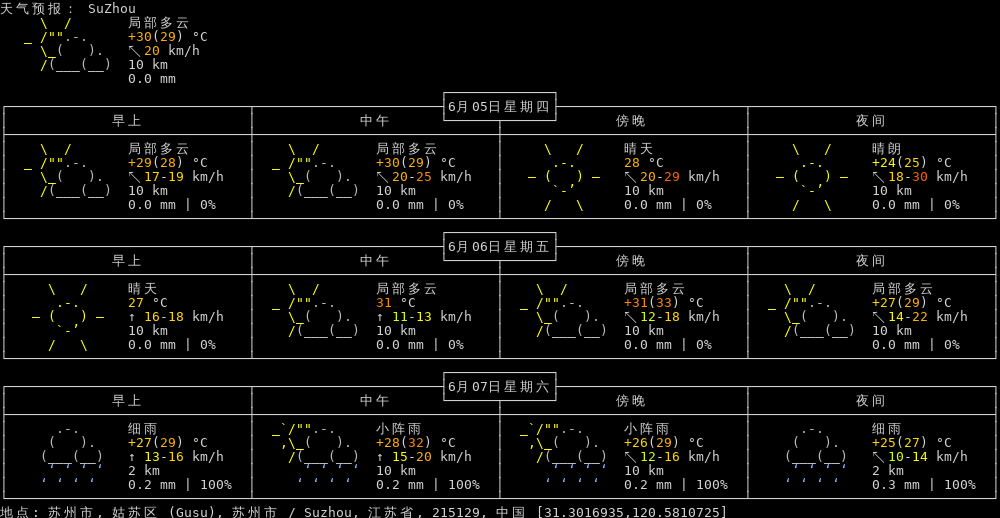 天气预报: SuZhou
局部多云
+30(29) °C
↖ 20 km/h
10 km
0.0 mm
6月05日星期四
早上 中午 傍晚 夜间
局部多云 局部多云 晴天 晴朗
+29(28) °C +30(29) °C 28 °C +24(25) °C
↖ 17-19 km/h ↖ 20-25 km/h ↖ 20-29 km/h ↖ 18-30 km/h
10 km 10 km 10 km 10 km
0.0 mm | 0% 0.0 mm | 0% 0.0 mm | 0% 0.0 mm | 0%
6月06日星期五
早上 中午 傍晚 夜间
晴天 局部多云 局部多云 局部多云
27 °C 31 °C +31(33) °C +27(29) °C
↑ 16-18 km/h ↑ 11-13 km/h ↖ 12-18 km/h ↖ 14-22 km/h
10 km 10 km 10 km 10 km
0.0 mm | 0% 0.0 mm | 0% 0.0 mm | 0% 0.0 mm | 0%
6月07日星期六
早上 中午 傍晚 夜间
细雨 小阵雨 小阵雨 细雨
+27(29) °C +28(32) °C +26(29) °C +25(27) °C
↑ 13-16 km/h ↑ 15-20 km/h ↖ 12-16 km/h ↖ 10-14 km/h
2 km 10 km 10 km 2 km
0.2 mm | 100% 0.2 mm | 100% 0.2 mm | 100% 0.3 mm | 100%
地点: 苏州市, 姑苏区 (Gusu), 苏州市 / Suzhou, 江苏省, 215129, 中国 [31.3016935,120.5810725]